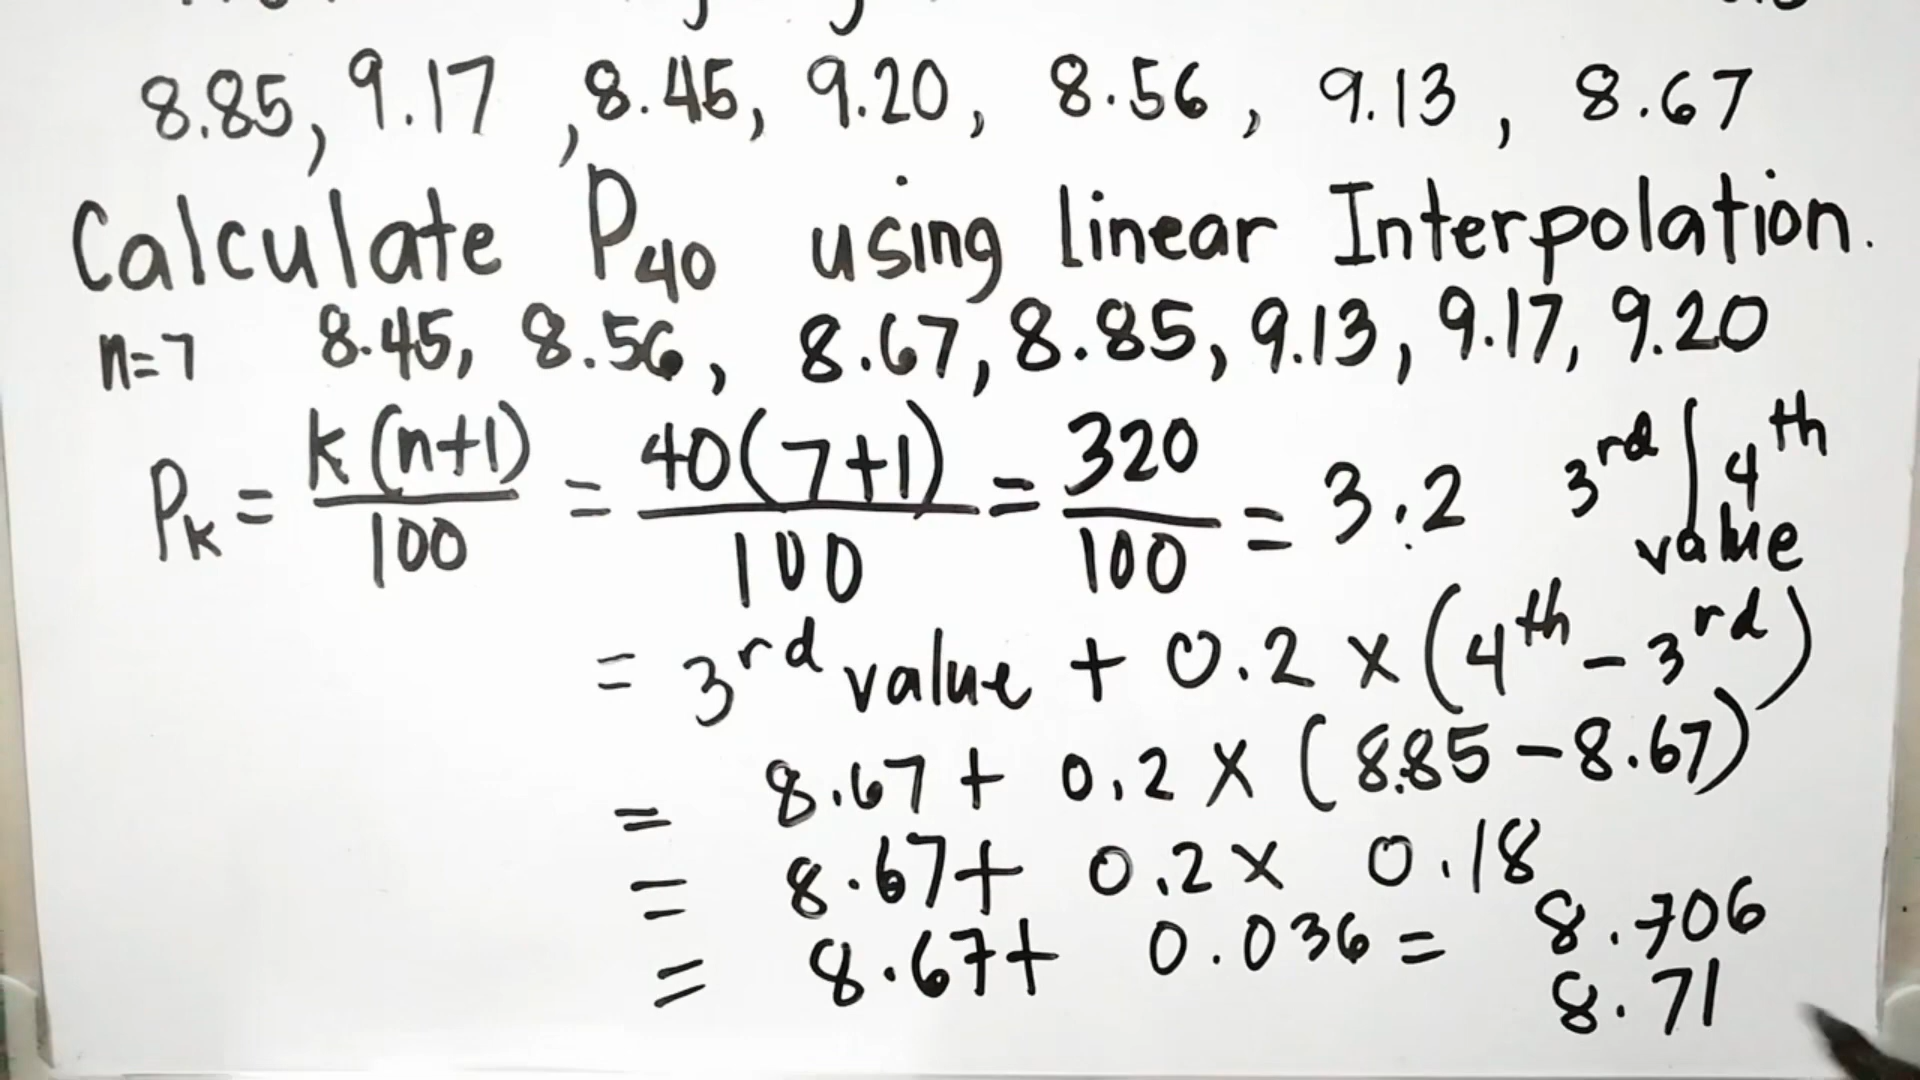 8.85, 9.17, 8.45, 9.20, 8.56, 9.13, 8.67
Calculate P40 using linear Interpolation.
n=7 8.45, 8.56, 8.67, 8.85, 9.13, 9.17, 9.20
Pk = k(n+1)/100 = 40(7+1)/100 = 320/100 = 3.2 3rd | 4th value
= 3rd value + 0.2 x (4th - 3rd)
= 8.67 + 0.2 x (8.85 - 8.67)
= 8.67 + 0.2 x 0.18
= 8.67 + 0.036 = 8.706
8.71